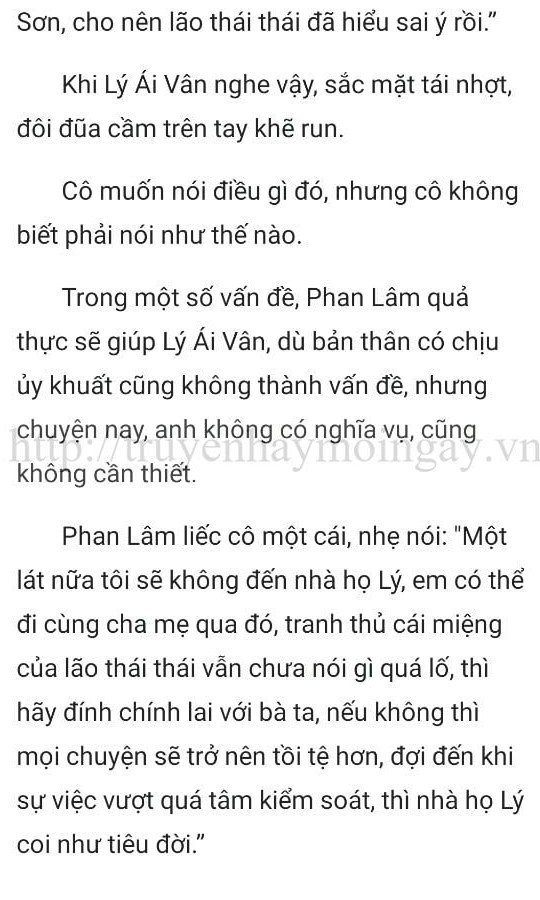 Sơn, cho nên lão thái thái đã hiểu sai ý rồi.”
Khi Lý Ái Vân nghe vậy, sắc mặt tái nhợt,
đôi đũa cầm trên tay khẽ run.
Cô muốn nói điều gì đó, nhưng cô không
biết phải nói như thế nào.
Trong một số vấn đề, Phan Lâm quả
thực sẽ giúp Lý Ái Vân, dù bản thân có chịu
ủy khuất cũng không thành vấn đề, nhưng
chuyện nay, anh không có nghĩa vụ, cũng
http://truyenhaymoingay.vn
không cần thiết.
Phan Lâm liếc cô một cái, nhẹ nói: "Một
lát nữa tôi sẽ không đến nhà họ Lý, em có thể
đi cùng cha mẹ qua đó, tranh thủ cái miệng
của lão thái thái vẫn chưa nói gì quá lố, thì
hãy đính chính lai với bà ta, nếu không thì
mọi chuyện sẽ trở nên tồi tệ hơn, đợi đến khi
sự việc vượt quá tâm kiểm soát, thì nhà họ Lý
coi như tiêu đời.”